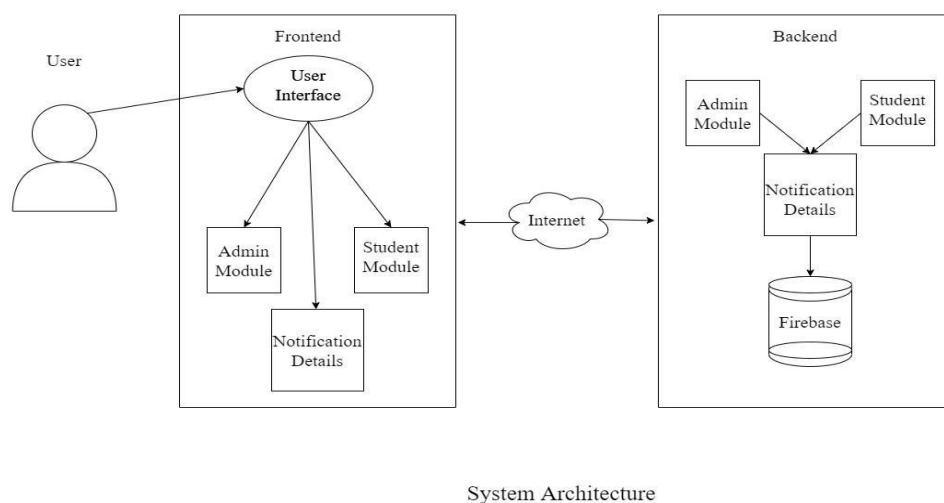 User
Frontend
User
Interface
Admin
Module
Student
Module
Notification
Details
Internet
Backend
Admin
Module
Student
Module
Notification
Details
Firebase
System Architecture